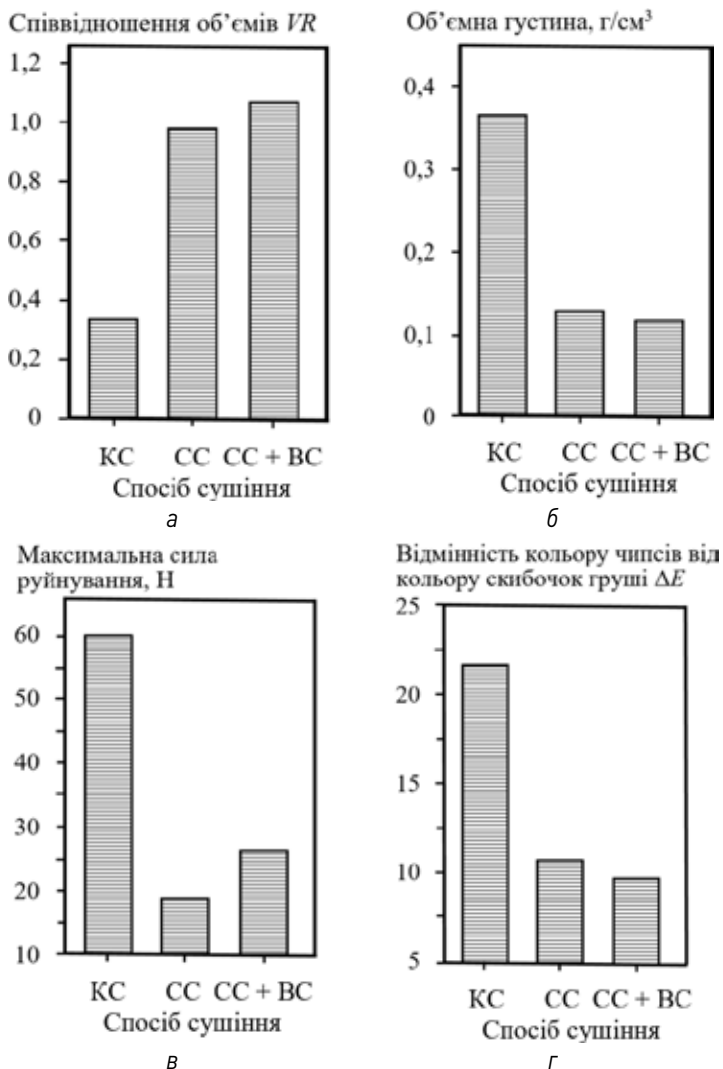 Співвідношення об’ємів VR
1,2
1,0
0,8
0,6
0,4
0,2
0
КС СС СС + ВС
Спосіб сушіння
а
Об’ємна густина, г/см³
0,4
0,3
0,2
0,1
0
КС СС СС + ВС
Спосіб сушіння
б
Максимальна сила
руйнування, Н
60
50
40
30
20
10
КС СС СС + ВС
Спосіб сушіння
в
Відмінність кольору чипсів від
кольору скибочок груші ΔE
25
20
15
10
5
КС СС СС + ВС
Спосіб сушіння
г